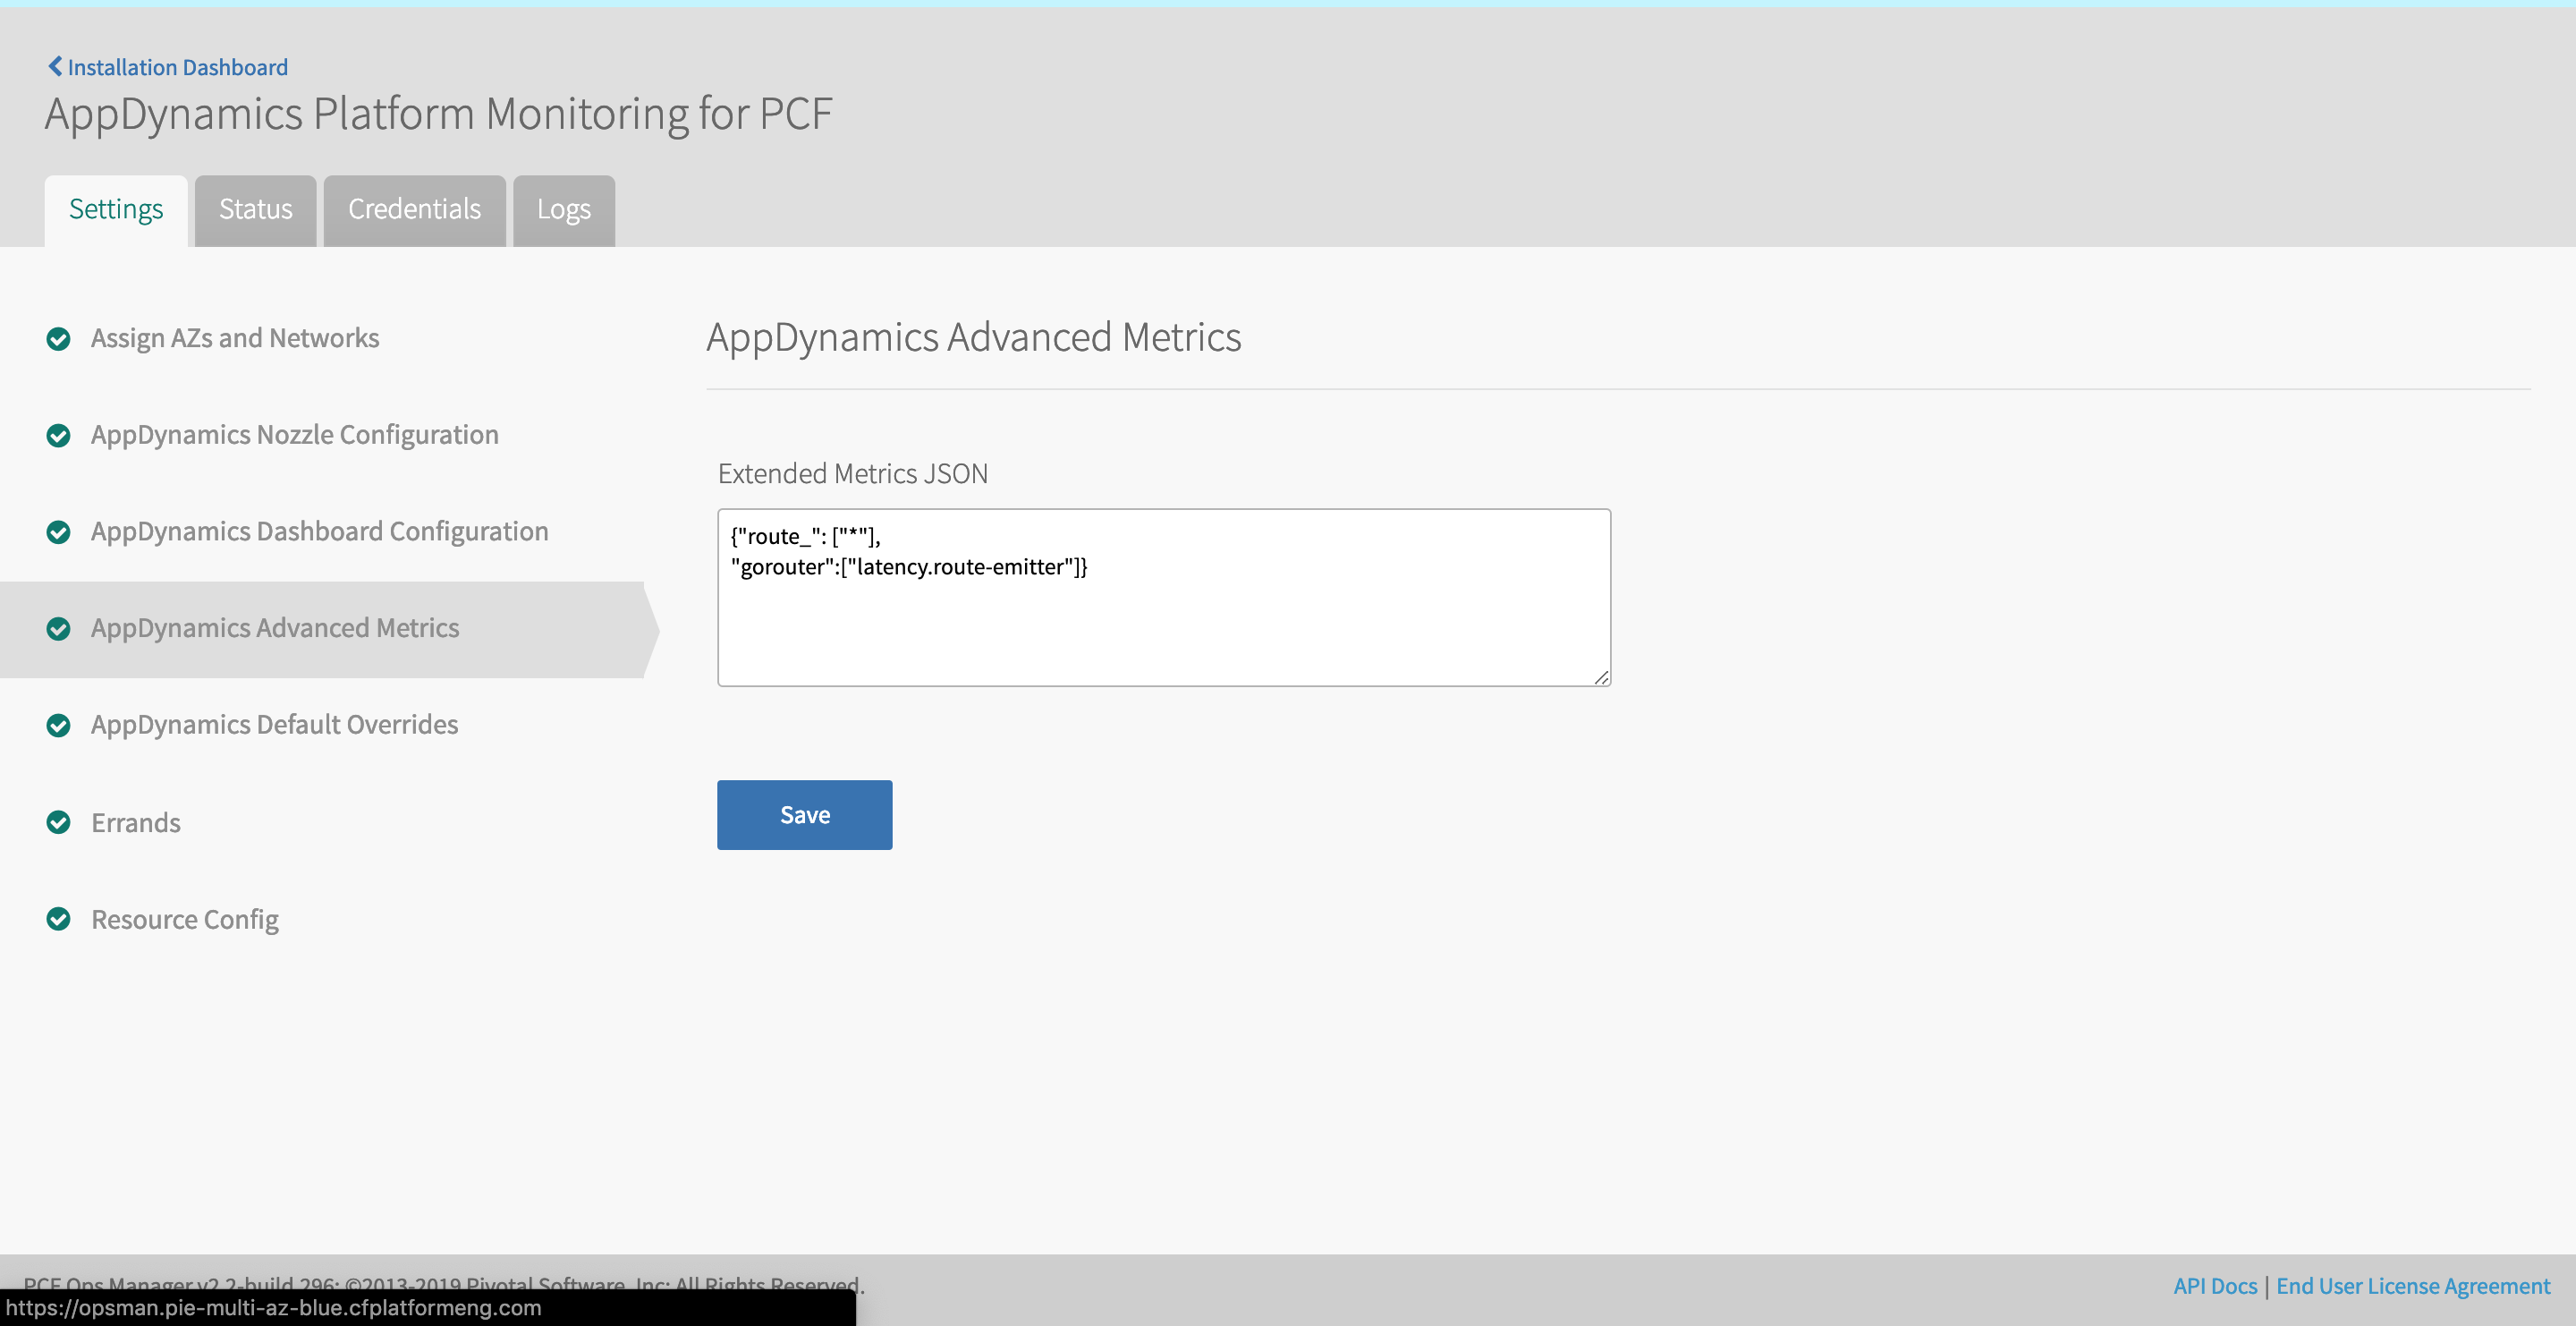 Installation Dashboard
AppDynamics Platform Monitoring for PCF
Settings
Status
Credentials
Logs
Assign AZs and Networks
AppDynamics Nozzle Configuration
AppDynamics Dashboard Configuration
AppDynamics Advanced Metrics
AppDynamics Default Overrides
Errands
Resource Config
AppDynamics Advanced Metrics
Extended Metrics JSON
{"route_": ["*"],
"gorouter":["latency.route-emitter"]}
Save
PCF Ops Manager v2.2-build.296; ©2013-2019 Pivotal Software, Inc; All Rights Reserved.
API Docs | End User License Agreement
https://opsman.pie-multi-az-blue.cfplatformeng.com